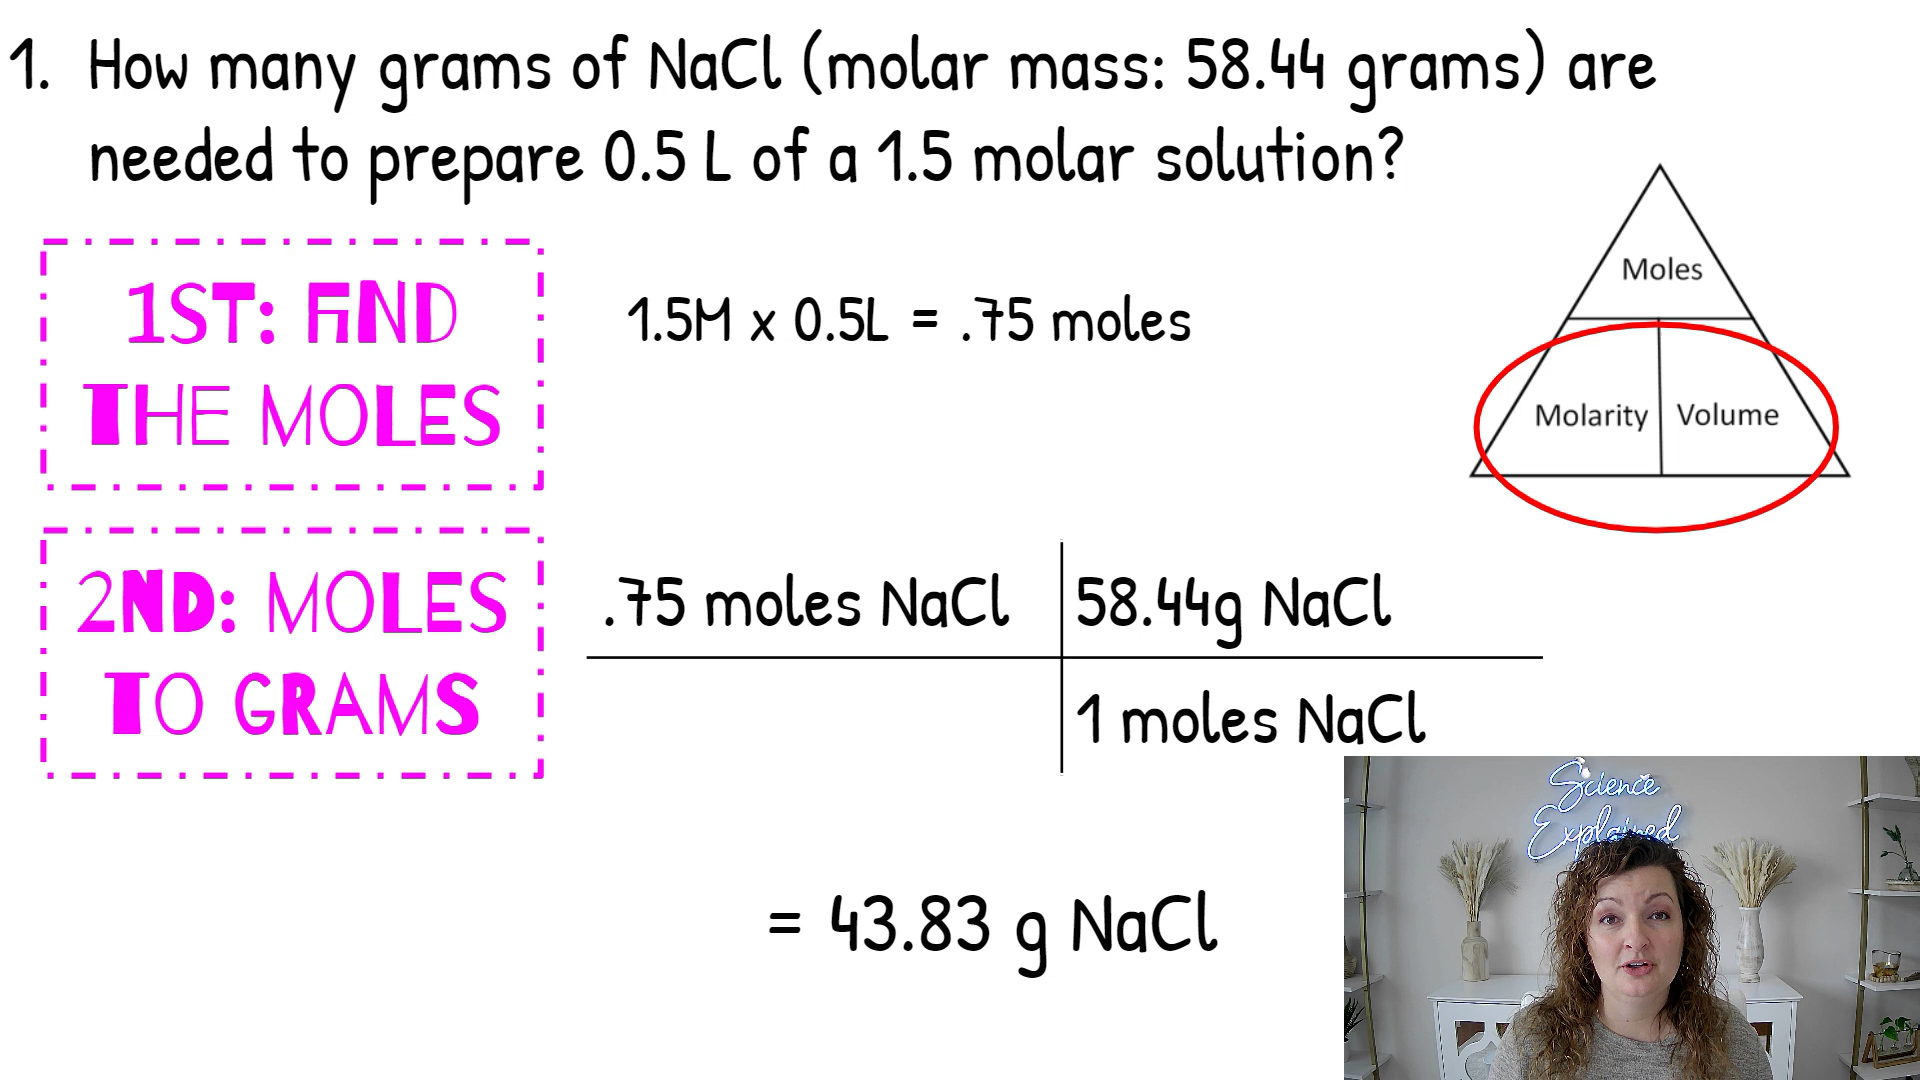 1. How many grams of NaCl (molar mass: 58.44 grams) are
needed to prepare 0.5 L of a 1.5 molar solution?
1ST: FIND
THE MOLES
1.5M x 0.5L = .75 moles
Moles
Molarity
Volume
2ND: MOLES
TO GRAMS
.75 moles NaCl
58.44g NaCl
1 moles NaCl
= 43.83 g NaCl
Science
Explained